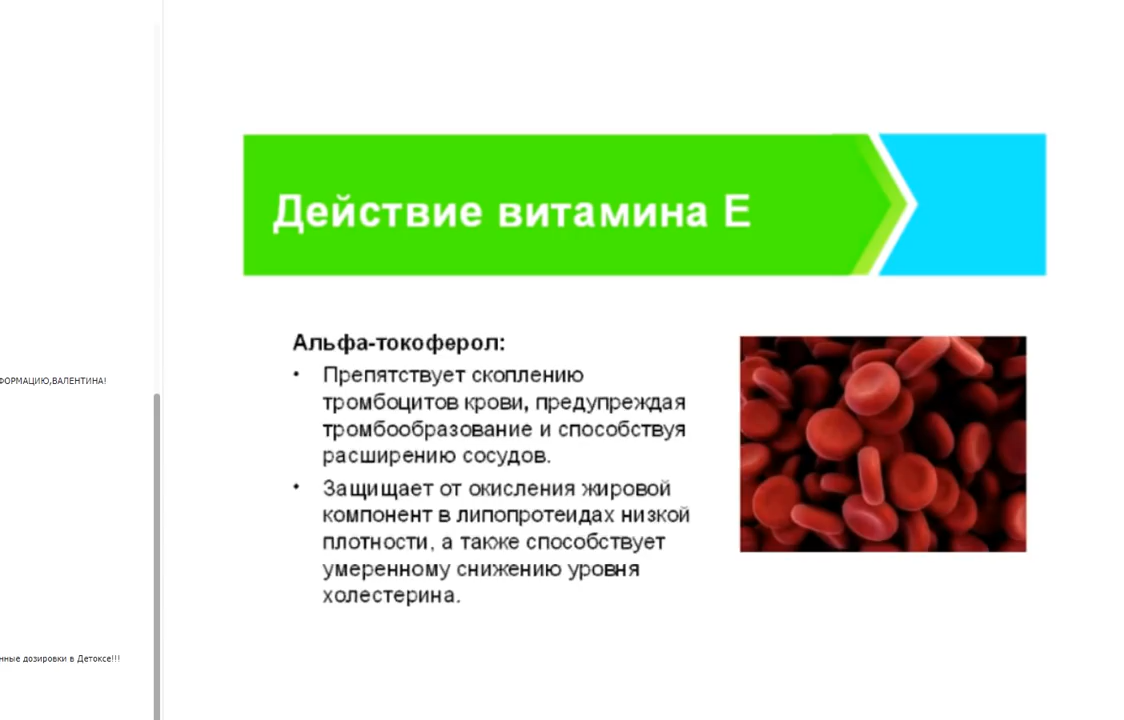 Действие витамина Е
Альфа-токоферол:
• Препятствует скоплению
тромбоцитов крови, предупреждая
тромбообразование и способствуя
расширению сосудов.
• Защищает от окисления жировой
компонент в липопротеидах низкой
плотности, а также способствует
умеренному снижению уровня
холестерина.
ФОРМАЦИЮ,ВАЛЕНТИНА!
нные дозировки в Детоксе!!!